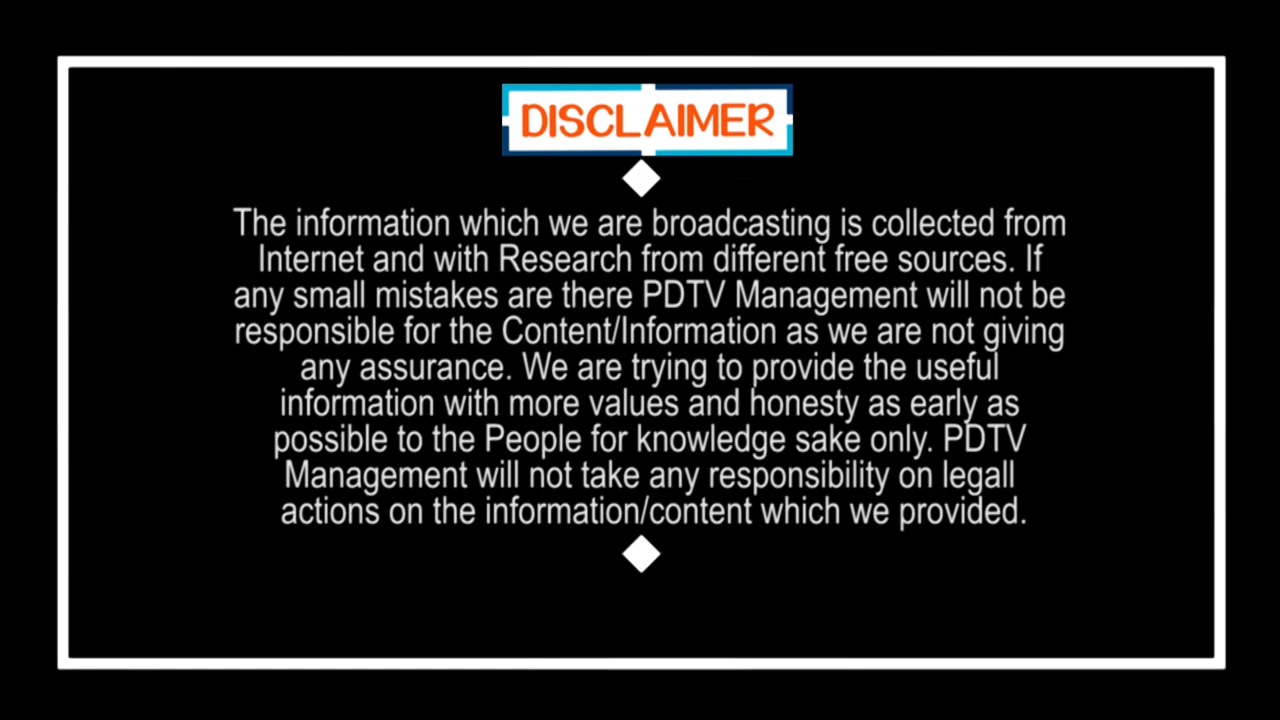 DISCLAIMER
The information which we are broadcasting is collected from
Internet and with Research from different free sources. If
any small mistakes are there PDTV Management will not be
responsible for the Content/Information as we are not giving
any assurance. We are trying to provide the useful
information with more values and honesty as early as
possible to the People for knowledge sake only. PDTV
Management will not take any responsibility on legall
actions on the information/content which we provided.